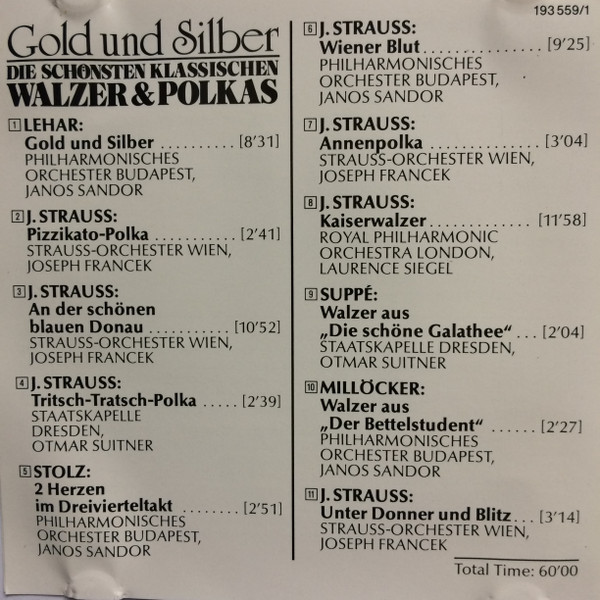 Gold und Silber
DIE SCHÖNSTEN KLASSISCHEN
WALZER & POLKAS
1 LEHAR:
Gold und Silber .......... [8'31]
PHILHARMONISCHES
ORCHESTER BUDAPEST,
JANOS SANDOR
2 J. STRAUSS:
Pizzikato-Polka ........... [2'41]
STRAUSS-ORCHESTER WIEN,
JOSEPH FRANCEK
3 J. STRAUSS:
An der schönen
blauen Donau ........... [10'52]
STRAUSS-ORCHESTER WIEN,
JOSEPH FRANCEK
4 J. STRAUSS:
Tritsch-Tratsch-Polka ..... [2'39]
STAATSKAPELLE
DRESDEN,
OTMAR SUITNER
5 STOLZ:
2 Herzen
im Dreivierteltakt ........ [2'51]
PHILHARMONISCHES
ORCHESTER BUDAPEST,
JANOS SANDOR
193 559/1
6 J. STRAUSS:
Wiener Blut............... [9'25]
PHILHARMONISCHES
ORCHESTER BUDAPEST,
JANOS SANDOR
7 J. STRAUSS:
Annenpolka .............. [3'04]
STRAUSS-ORCHESTER WIEN,
JOSEPH FRANCEK
8 J. STRAUSS:
Kaiserwalzer............. [11'58]
ROYAL PHILHARMONIC
ORCHESTRA LONDON,
LAURENCE SIEGEL
9 SUPPÉ:
Walzer aus
„Die schöne Galathee“ ... [2'04]
STAATSKAPELLE DRESDEN,
OTMAR SUITNER
10 MILLÖCKER:
Walzer aus
„Der Bettelstudent“ ...... [2'27]
PHILHARMONISCHES
ORCHESTER BUDAPEST,
JANOS SANDOR
11 J. STRAUSS:
Unter Donner und Blitz... [3'14]
STRAUSS-ORCHESTER WIEN,
JOSEPH FRANCEK
Total Time: 60'00